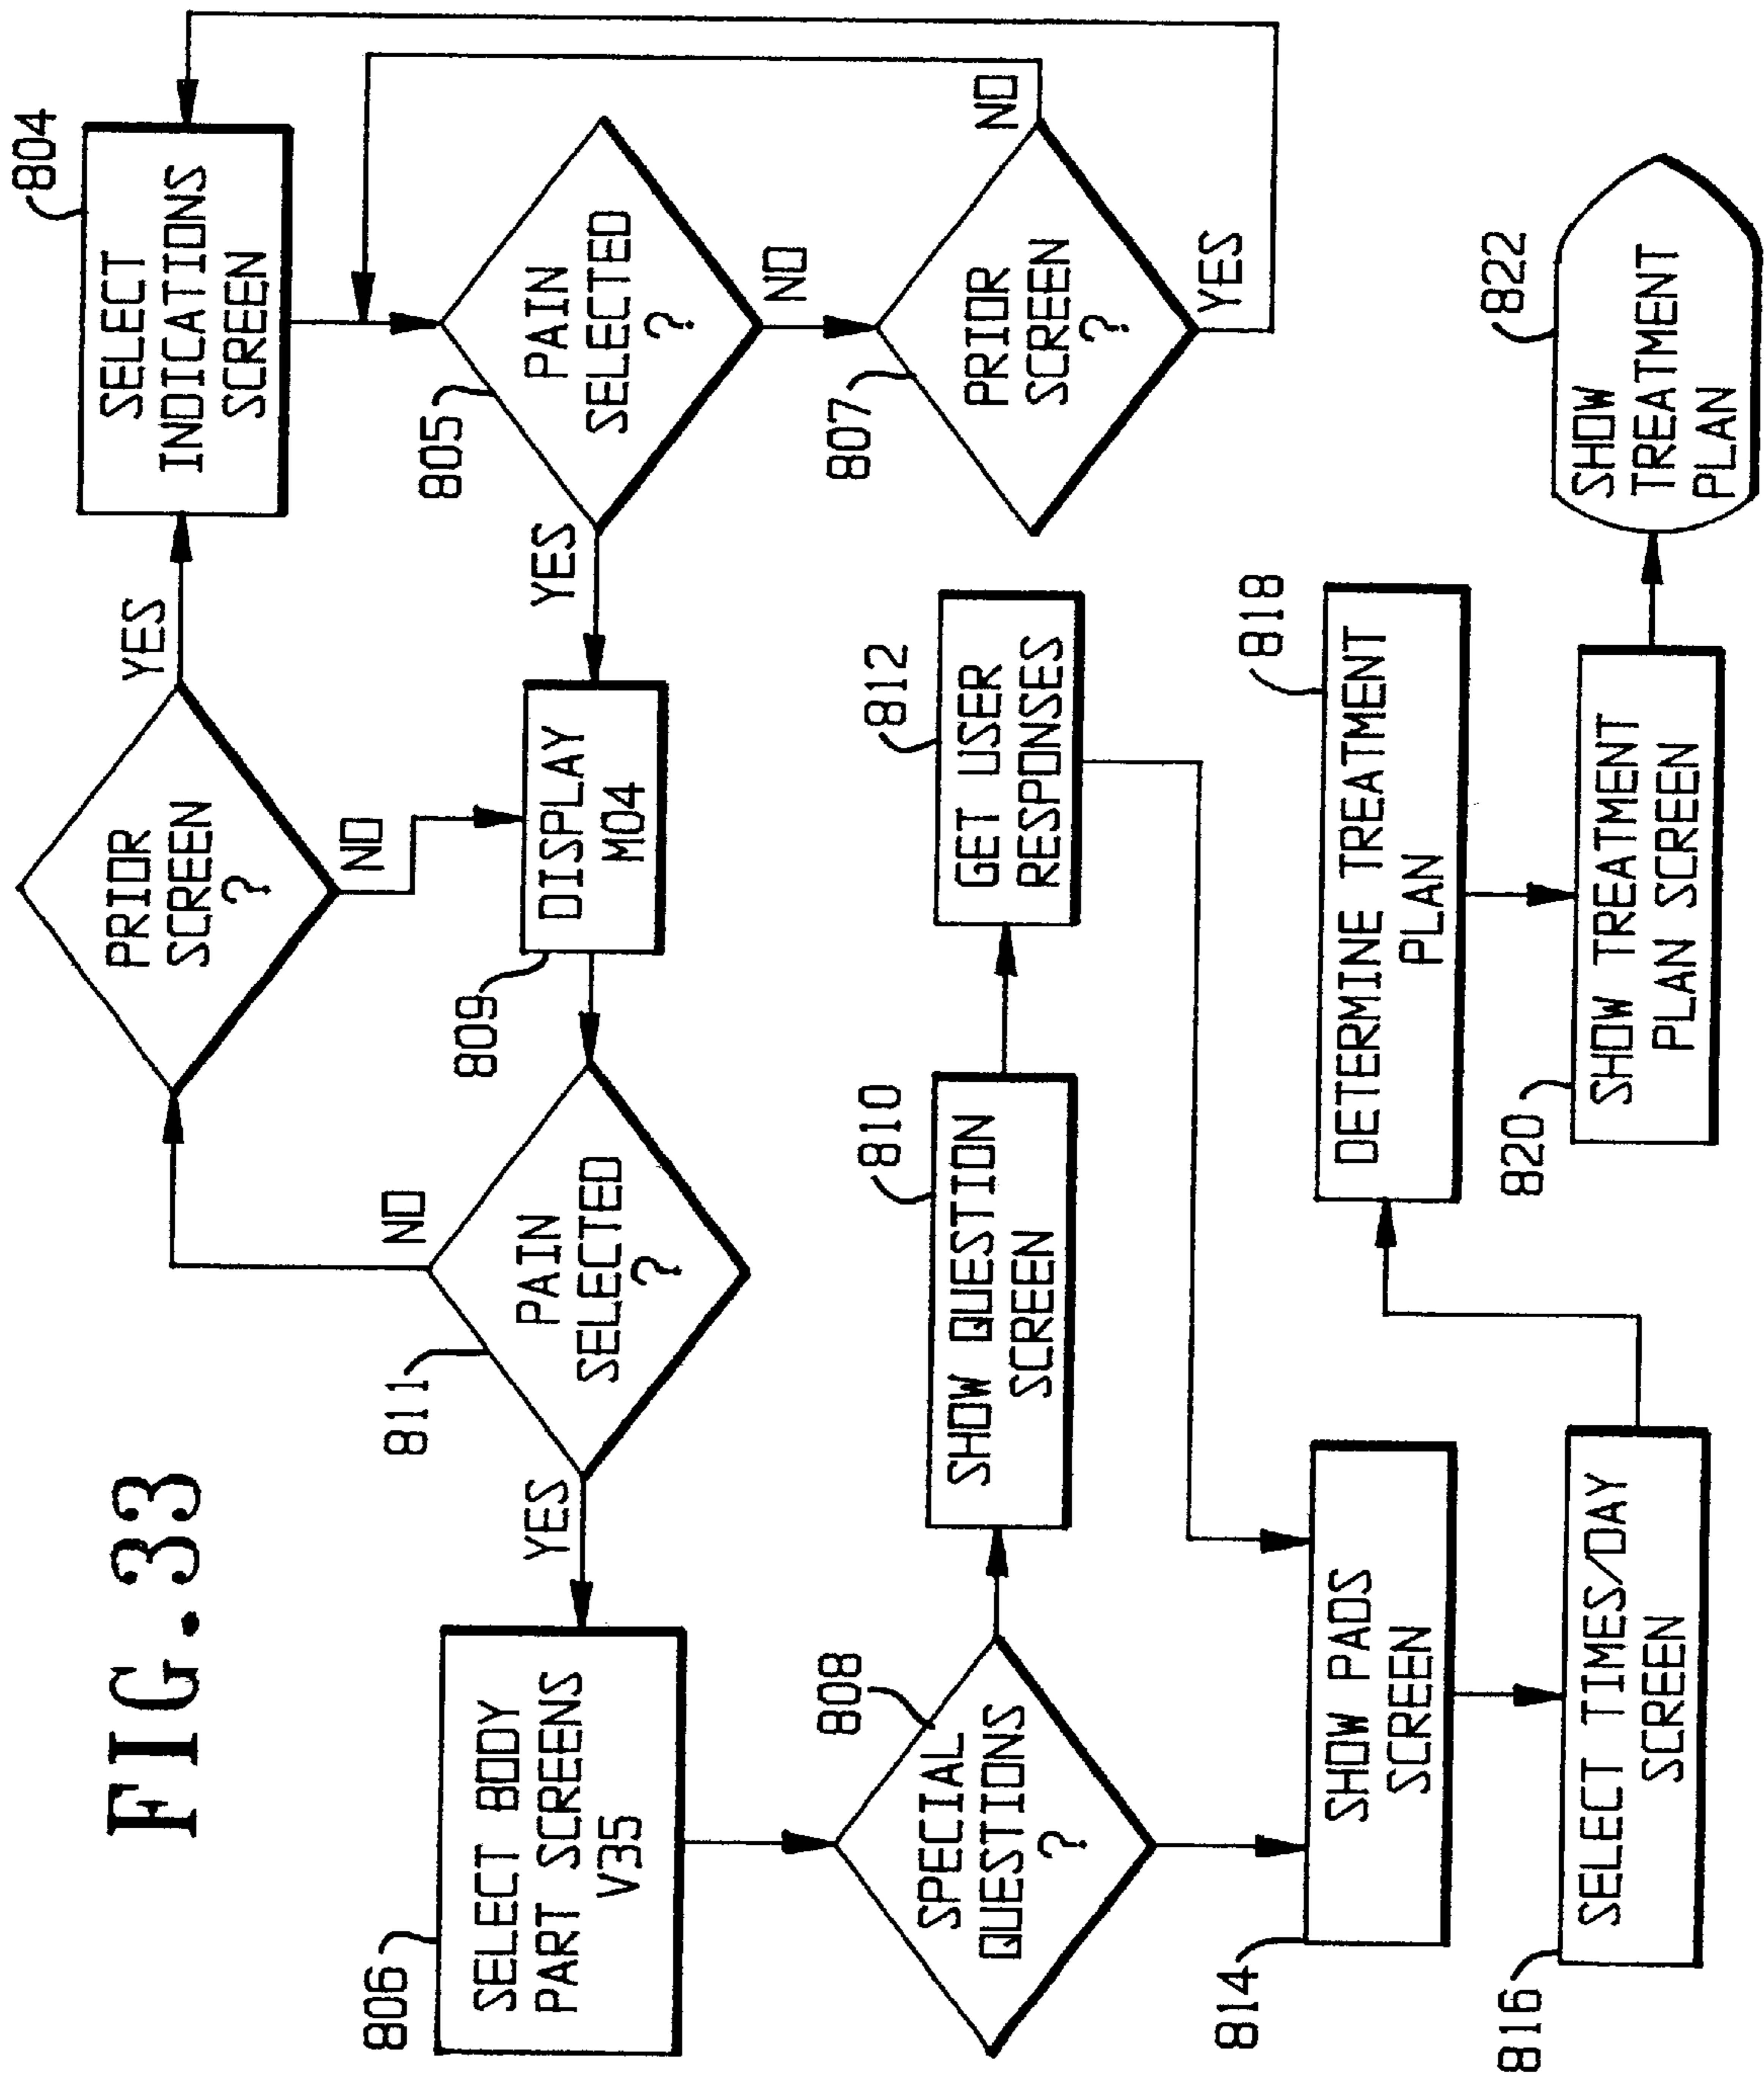 FIG.33
804
SELECT
INDICATIONS
SCREEN
YES
PRIOR
SCREEN
?
NO
805
PAIN
SELECTED
?
YES
NO
807
PRIOR
SCREEN
?
NO
YES
809
DISPLAY
M04
811
PAIN
SELECTED
?
NO
YES
806
SELECT BODY
PART SCREENS
V35
808
SPECIAL
QUESTIONS
?
810
SHOW QUESTION
SCREEN
812
GET USER
RESPONSES
814
SHOW PADS
SCREEN
816
SELECT TIMES/DAY
SCREEN
818
DETERMINE TREATMENT
PLAN
820
SHOW TREATMENT
PLAN SCREEN
822
SHOW
TREATMENT
PLAN